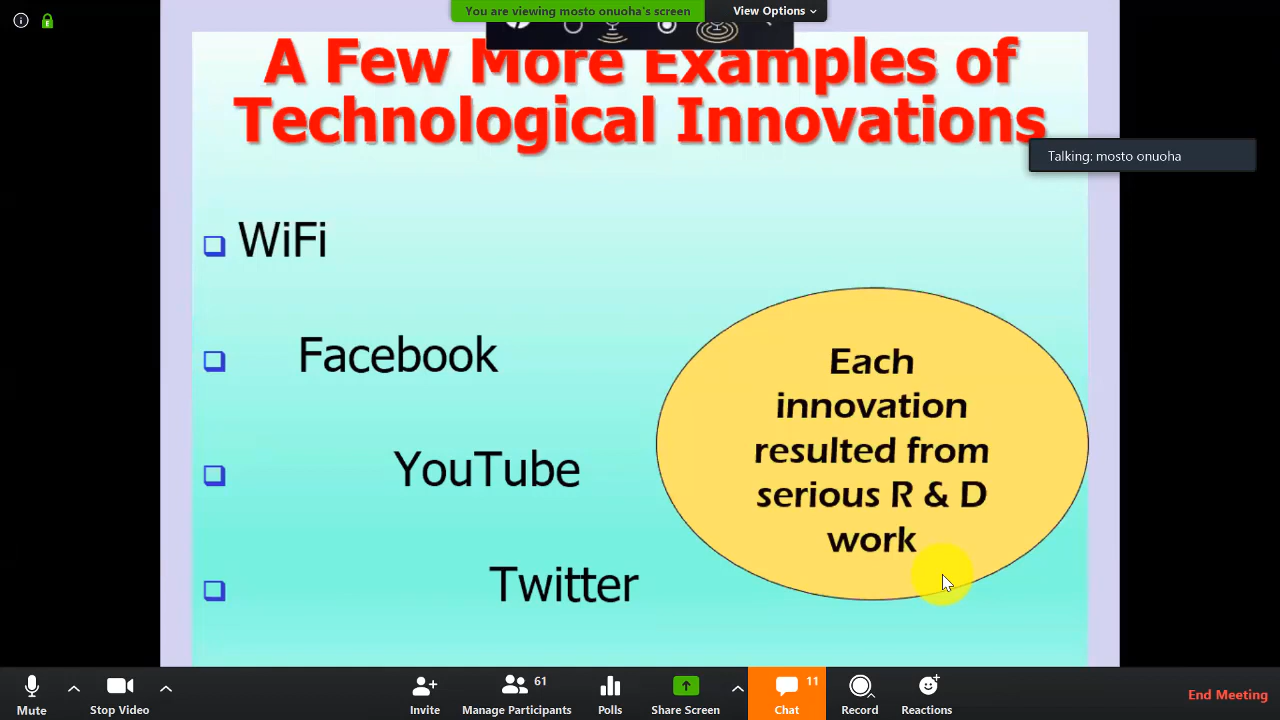 You are viewing mosto onuoha's screen
View Options
A Few More Examples of
Technological Innovations
Talking: mosto onuoha
WiFi
Facebook
YouTube
Twitter
Each
innovation
resulted from
serious R & D
work
Mute
Stop Video
Invite
61
Manage Participants
Polls
Share Screen
11
Chat
Record
Reactions
End Meeting